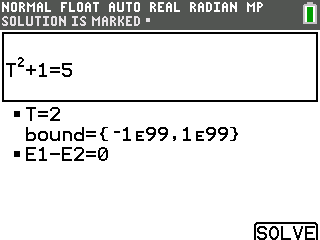 NORMAL FLOAT AUTO REAL RADIAN MP
SOLUTION IS MARKED ▪
T²+1=5
▪T=2
bound={⁻1ᴇ99,1ᴇ99}
▪E1−E2=0
SOLVE